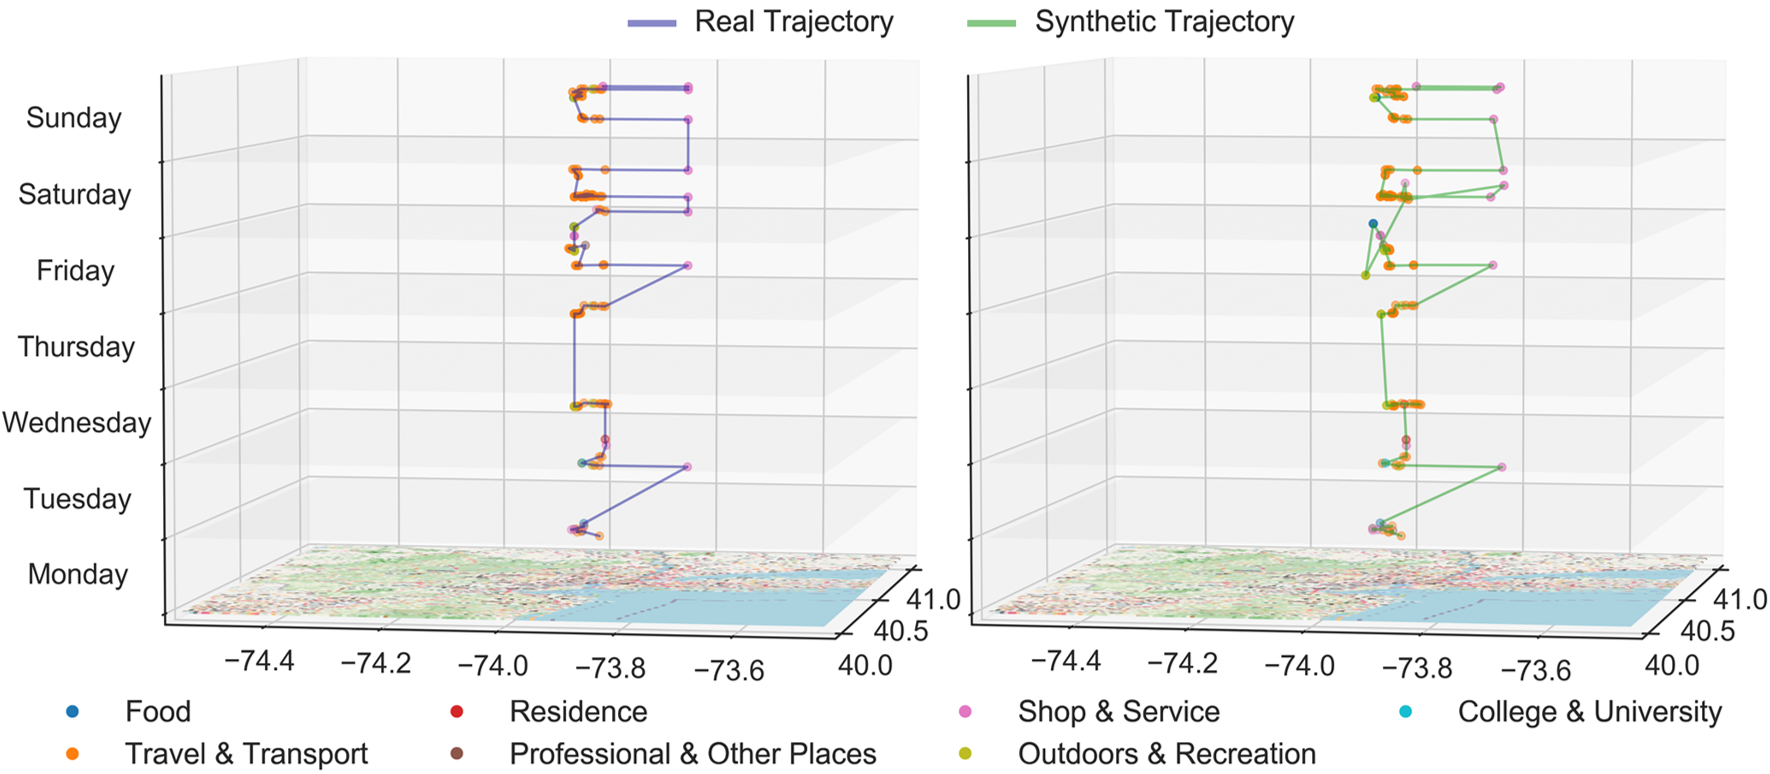 Real Trajectory Synthetic Trajectory
Sunday
Saturday
Friday
Thursday
Wednesday
Tuesday
Monday
41.0 41.0
40.5 40.5
−74.4 −74.2 −74.0 −73.8 −73.6 40.0 −74.4 −74.2 −74.0 −73.8 −73.6 40.0
Food Residence Shop & Service College & University
Travel & Transport Professional & Other Places Outdoors & Recreation